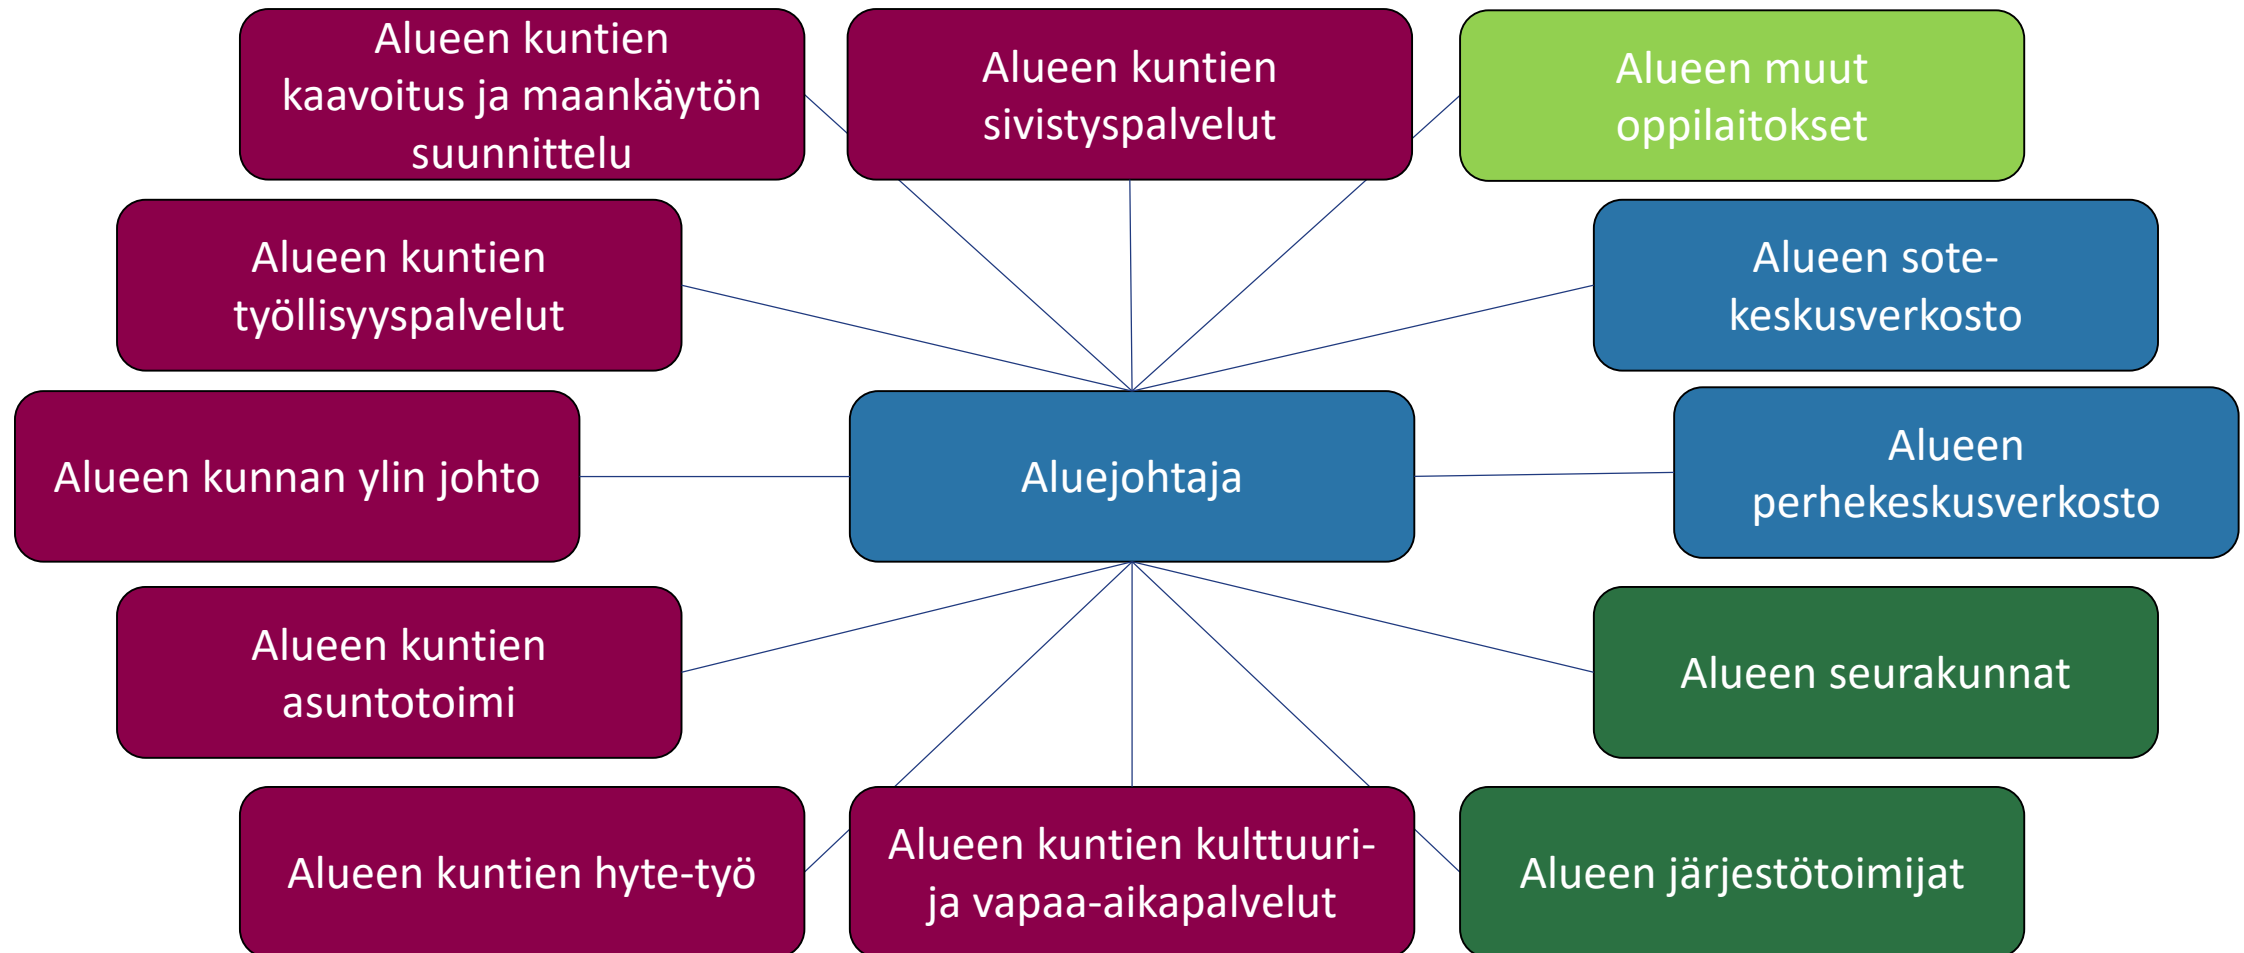 Alueen kuntien
kaavoitus ja maankäytön
suunnittelu
Alueen kuntien
sivistyspalvelut
Alueen muut
oppilaitokset
Alueen kuntien
työllisyyspalvelut
Alueen sote-
keskusverkosto
Alueen kunnan ylin johto
Aluejohtaja
Alueen
perhekeskusverkosto
Alueen kuntien
asuntotoimi
Alueen seurakunnat
Alueen kuntien hyte-työ
Alueen kuntien kulttuuri-
ja vapaa-aikapalvelut
Alueen järjestötoimijat